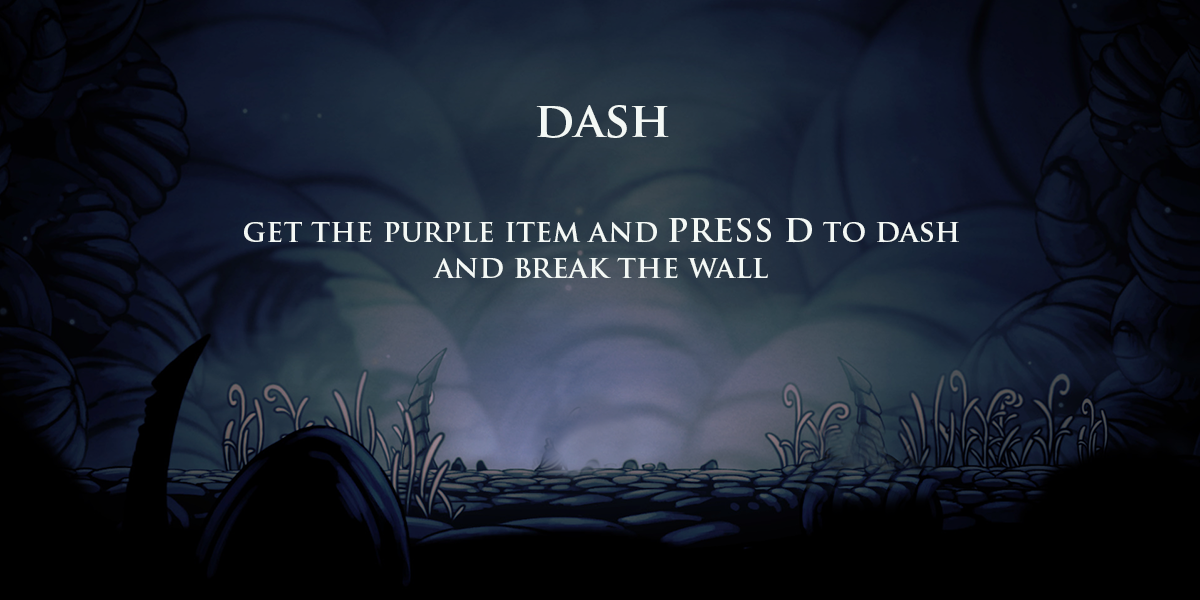 DASH
GET THE PURPLE ITEM AND PRESS D TO DASH
AND BREAK THE WALL